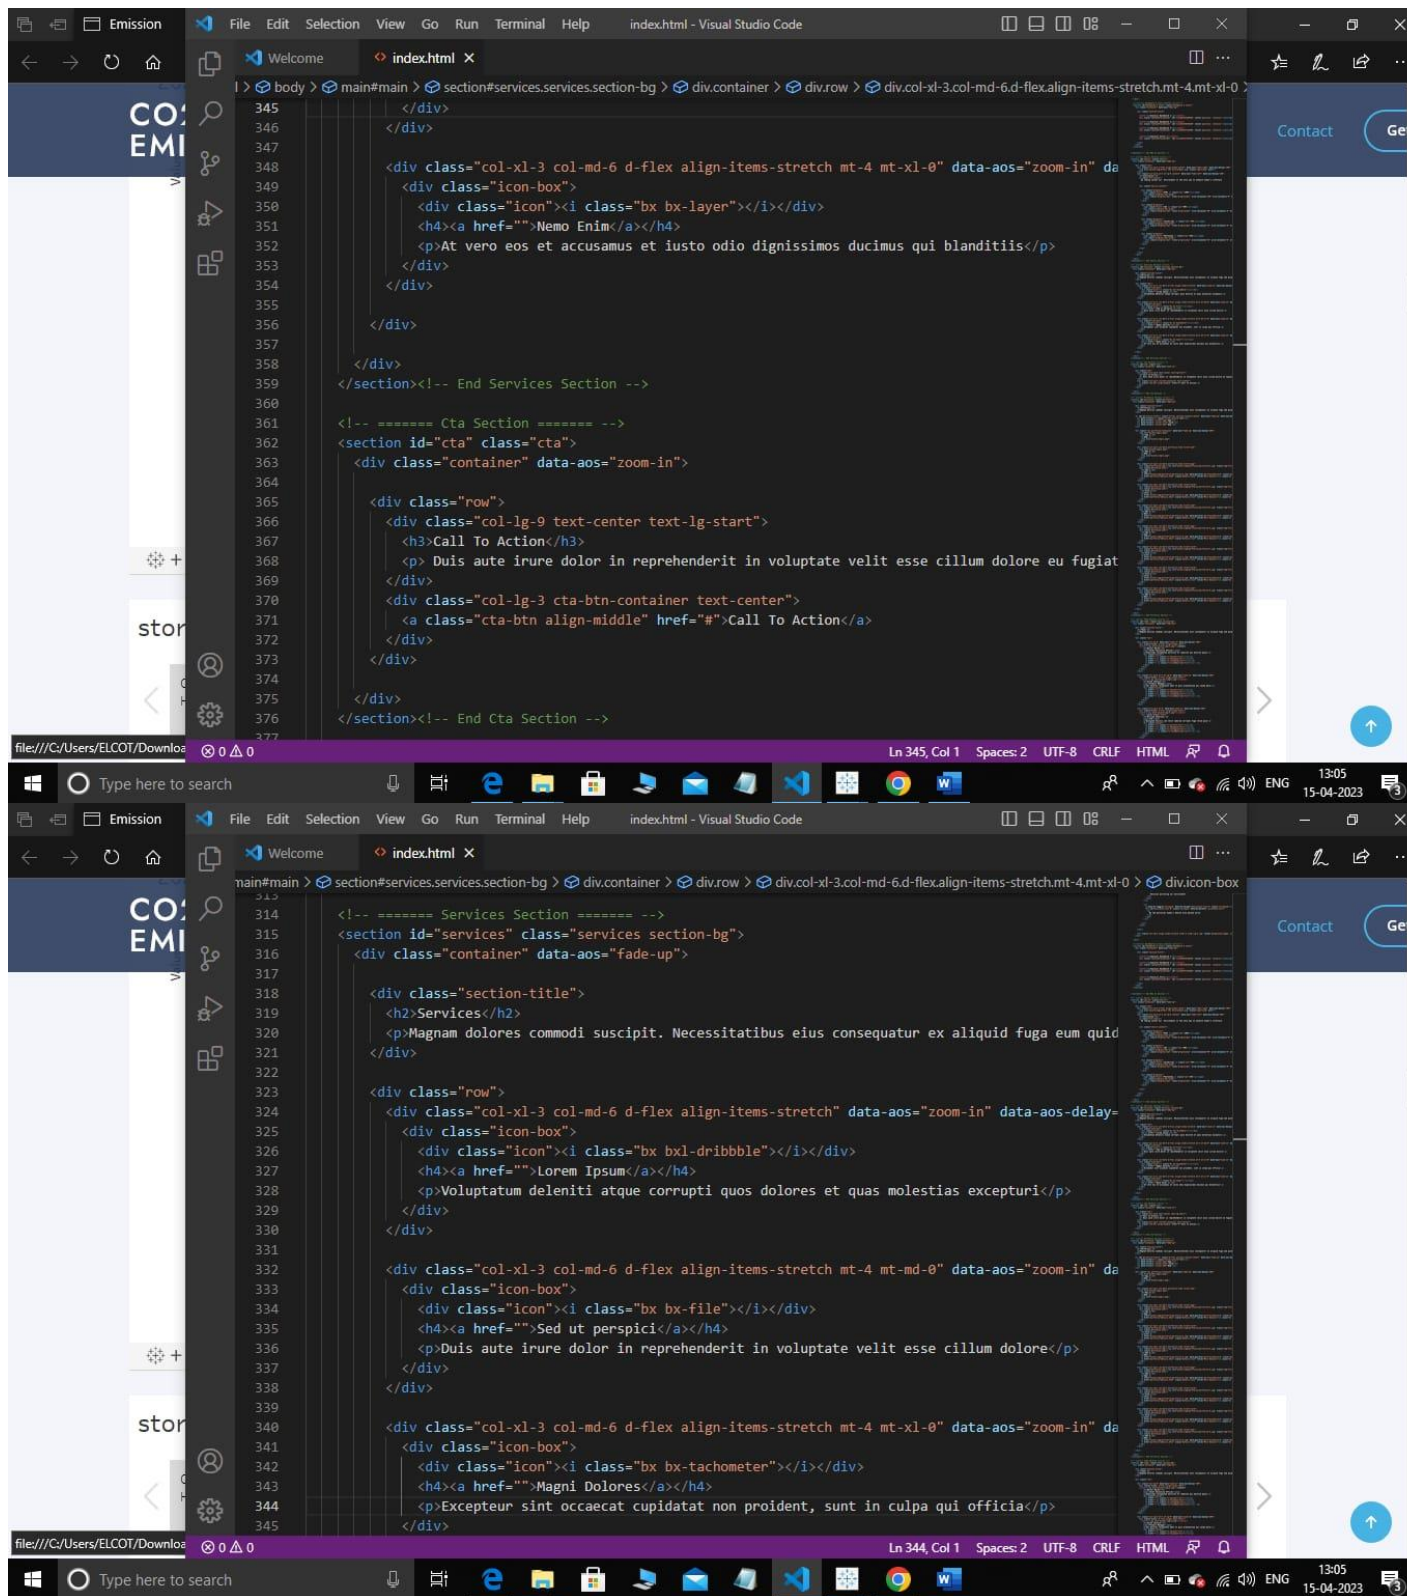 Emission
File Edit Selection View Go Run Terminal Help index.html - Visual Studio Code
Welcome index.html
body > main#main > section#services.services.section-bg > div.container > div.row > div.col-xl-3.col-md-6.d-flex.align-items-stretch.mt-4.mt-xl-0
EMI
Contact
345 </div>
346 </div>
347
348 <div class="col-xl-3 col-md-6 d-flex align-items-stretch mt-4 mt-xl-0" data-aos="zoom-in" da
349 <div class="icon-box">
350 <div class="icon"><i class="bx bx-layer"></i></div>
351 <h4><a href="">Nemo Enim</a></h4>
352 <p>At vero eos et accusamus et iusto odio dignissimos ducimus qui blanditiis</p>
353 </div>
354 </div>
355
356 </div>
357
358 </div>
359 </section><!-- End Services Section -->
360
361 <!-- ======= Cta Section ======= -->
362 <section id="cta" class="cta">
363 <div class="container" data-aos="zoom-in">
364
365 <div class="row">
366 <div class="col-lg-9 text-center text-lg-start">
367 <h3>Call To Action</h3>
368 <p> Duis aute irure dolor in reprehenderit in voluptate velit esse cillum dolore eu fugiat
369 </div>
370 <div class="col-lg-3 cta-btn-container text-center">
371 <a class="cta-btn align-middle" href="#">Call To Action</a>
372 </div>
373 </div>
374
375 </div>
376 </section><!-- End Cta Section -->
377
stor
file:///C:/Users/ELCOT/Downloa
0 0 Ln 345, Col 1 Spaces: 2 UTF-8 CRLF HTML
Type here to search ENG 13:05
15-04-2023 3
Emission
File Edit Selection View Go Run Terminal Help index.html - Visual Studio Code
Welcome index.html
main#main > section#services.services.section-bg > div.container > div.row > div.col-xl-3.col-md-6.d-flex.align-items-stretch.mt-4.mt-xl-0 > div.icon-box
EMI
Contact
313
314 <!-- ======= Services Section ======= -->
315 <section id="services" class="services section-bg">
316 <div class="container" data-aos="fade-up">
317
318 <div class="section-title">
319 <h2>Services</h2>
320 <p>Magnam dolores commodi suscipit. Necessitatibus eius consequatur ex aliquid fuga eum quid
321 </div>
322
323 <div class="row">
324 <div class="col-xl-3 col-md-6 d-flex align-items-stretch" data-aos="zoom-in" data-aos-delay=
325 <div class="icon-box">
326 <div class="icon"><i class="bx bxl-dribbble"></i></div>
327 <h4><a href="">Lorem Ipsum</a></h4>
328 <p>Voluptatum deleniti atque corrupti quos dolores et quas molestias excepturi</p>
329 </div>
330 </div>
331
332 <div class="col-xl-3 col-md-6 d-flex align-items-stretch mt-4 mt-md-0" data-aos="zoom-in" da
333 <div class="icon-box">
334 <div class="icon"><i class="bx bx-file"></i></div>
335 <h4><a href="">Sed ut perspici</a></h4>
336 <p>Duis aute irure dolor in reprehenderit in voluptate velit esse cillum dolore</p>
337 </div>
338 </div>
339
340 <div class="col-xl-3 col-md-6 d-flex align-items-stretch mt-4 mt-xl-0" data-aos="zoom-in" da
341 <div class="icon-box">
342 <div class="icon"><i class="bx bx-tachometer"></i></div>
343 <h4><a href="">Magni Dolores</a></h4>
344 <p>Excepteur sint occaecat cupidatat non proident, sunt in culpa qui officia</p>
345 </div>
stor
file:///C:/Users/ELCOT/Downloa
0 0 Ln 344, Col 1 Spaces: 2 UTF-8 CRLF HTML
Type here to search ENG 13:05
15-04-2023 3